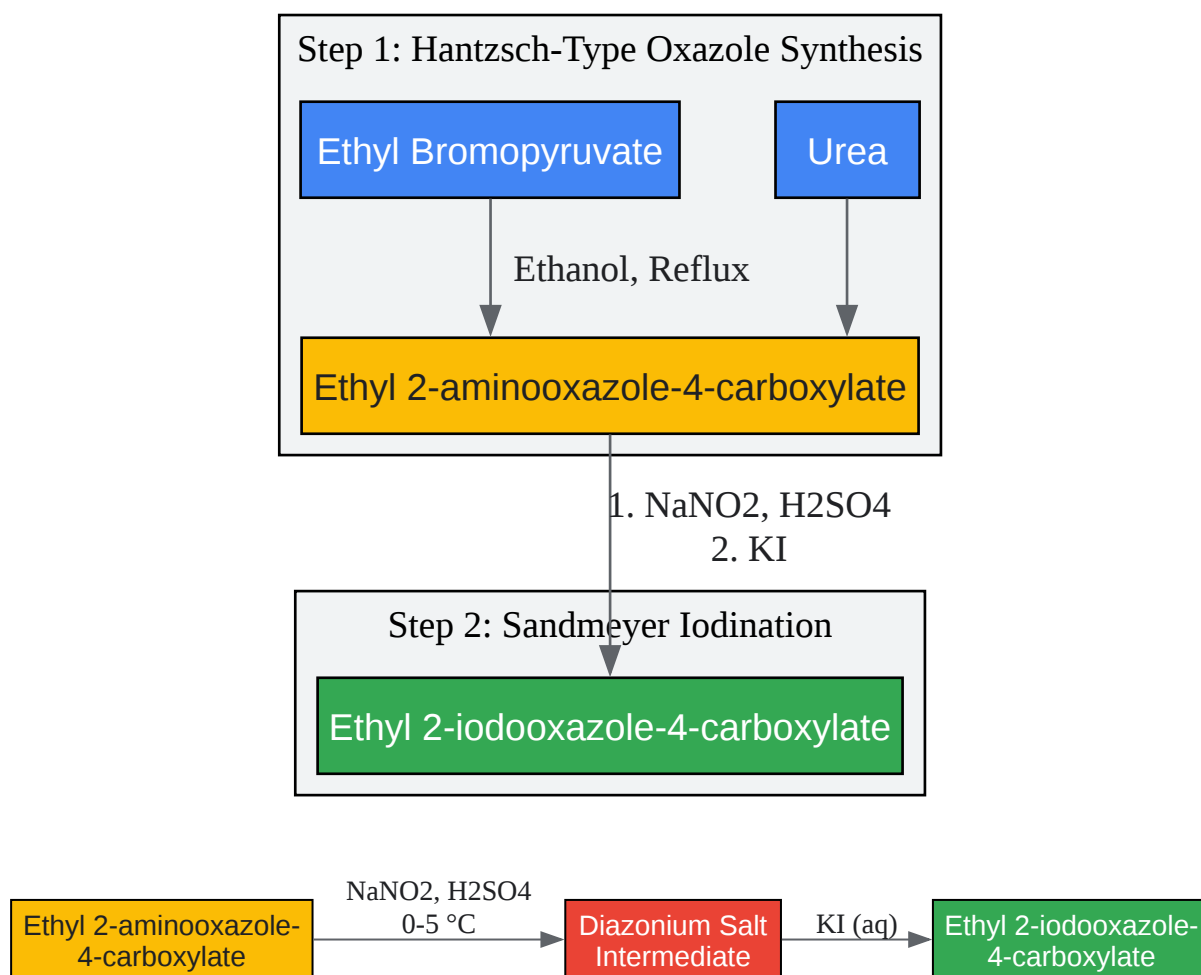 Step 1: Hantzsch-Type Oxazole Synthesis
Ethyl Bromopyruvate
Urea
Ethanol, Reflux
Ethyl 2-aminooxazole-4-carboxylate
1. NaNO2, H2SO4
2. KI
Step 2: Sandmeyer Iodination
Ethyl 2-iodooxazole-4-carboxylate
Ethyl 2-aminooxazole-
4-carboxylate
NaNO2, H2SO4
0-5 °C
Diazonium Salt
Intermediate
KI (aq)
Ethyl 2-iodooxazole-
4-carboxylate